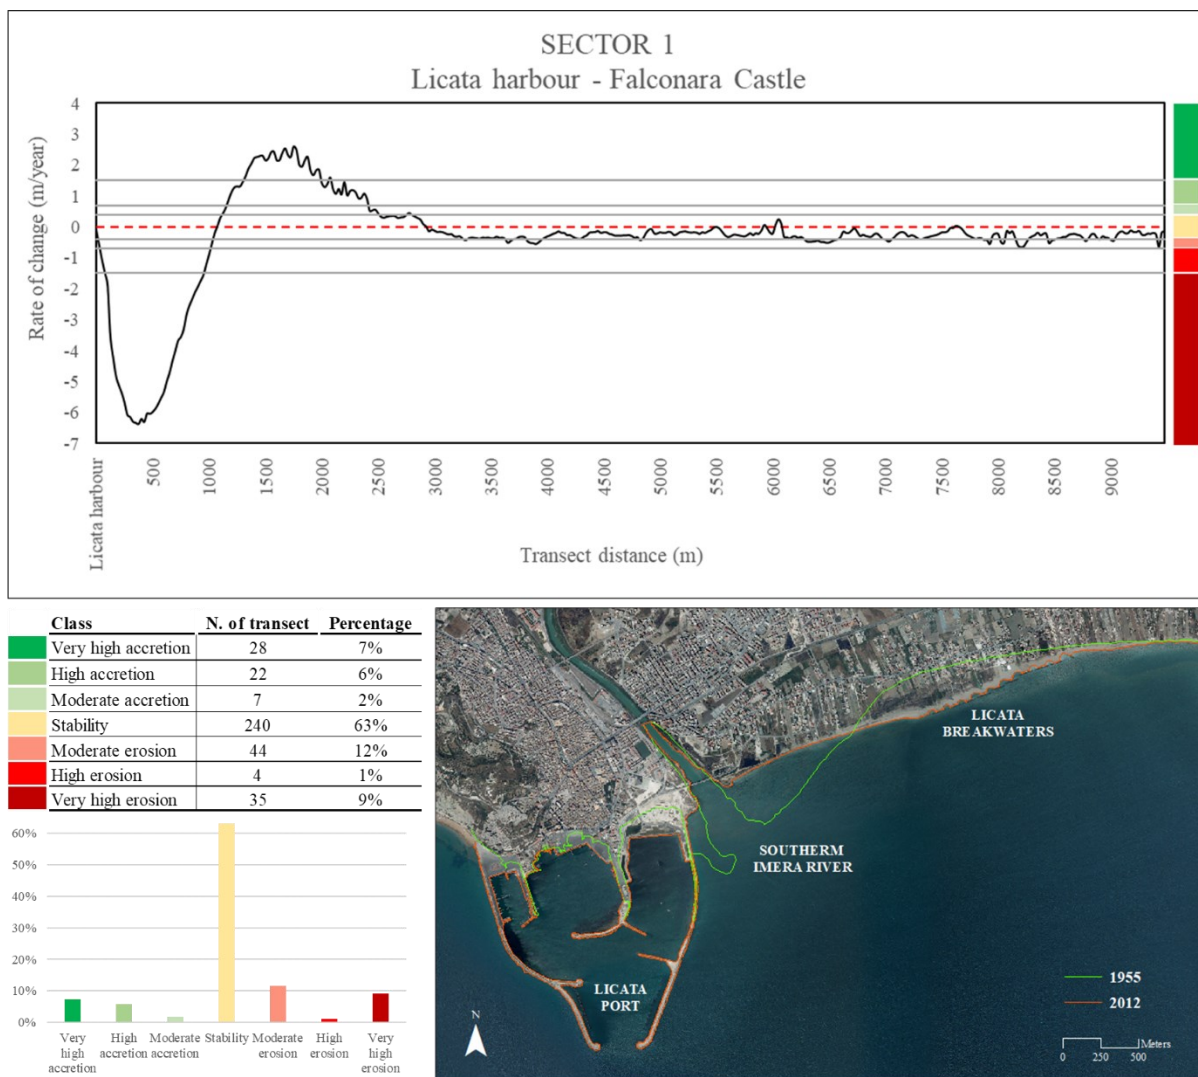 SECTOR 1
Licata harbour - Falconara Castle
Rate of change (m/year)
4
3
2
1
0
-1
-2
-3
-4
-5
-6
-7
Licata harbour
500
1000
1500
2000
2500
3000
3500
4000
4500
5000
5500
6000
6500
7000
7500
8000
8500
9000
Transect distance (m)
Class N. of transect Percentage
Very high accretion 28 7%
High accretion 22 6%
Moderate accretion 7 2%
Stability 240 63%
Moderate erosion 44 12%
High erosion 4 1%
Very high erosion 35 9%
60%
50%
40%
30%
20%
10%
0%
Very high accretion
High accretion
Moderate accretion
Stability
Moderate erosion
High erosion
Very high erosion
LICATA
BREAKWATERS
SOUTHERM
IMERA RIVER
LICATA
PORT
N
1955
2012
Meters
0 250 500